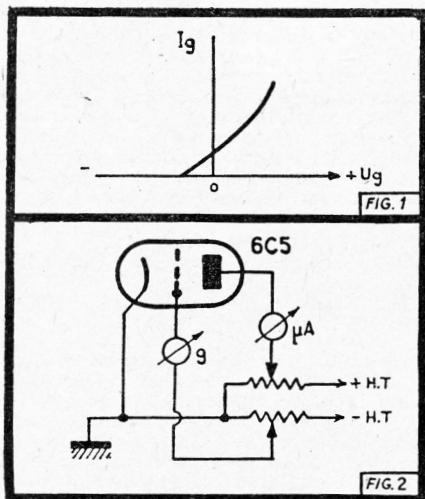 Ig
-
0
+Ug
FIG. 1
6C5
g
μA
+ H.T
- H.T
FIG. 2